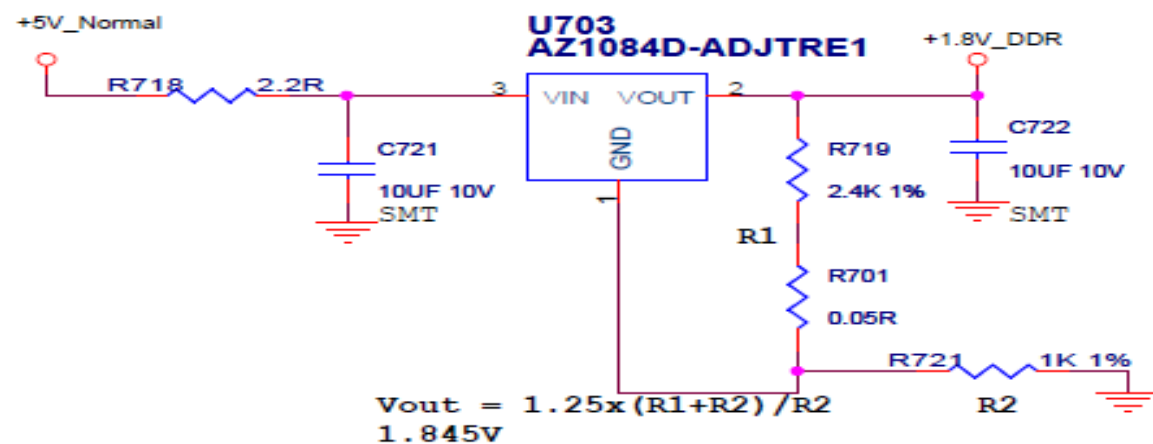 +5V_Normal
U703
AZ1084D-ADJTRE1
+1.8V_DDR
R718
2.2R
3
VIN
VOUT
2
GND
1
C721
10UF 10V
SMT
R719
2.4K 1%
C722
10UF 10V
SMT
R1
R701
0.05R
R721
1K 1%
R2
Vout = 1.25x(R1+R2)/R2
1.845V